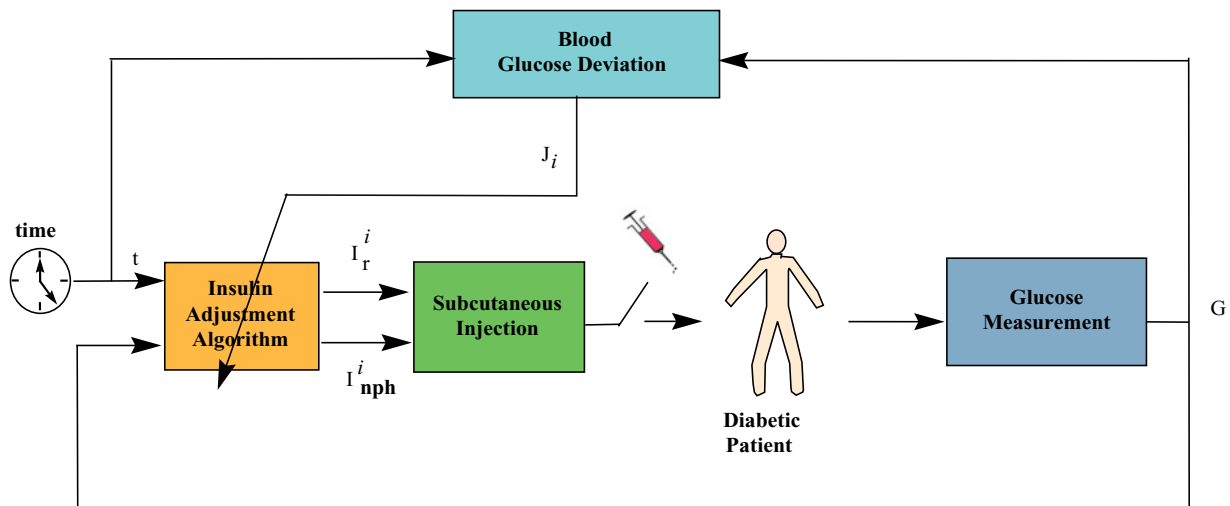 Blood
Glucose Deviation
J_i
time
t
I_r^i
I_nph^i
Insulin
Adjustment
Algorithm
Subcutaneous
Injection
Glucose
Measurement
G
Diabetic
Patient